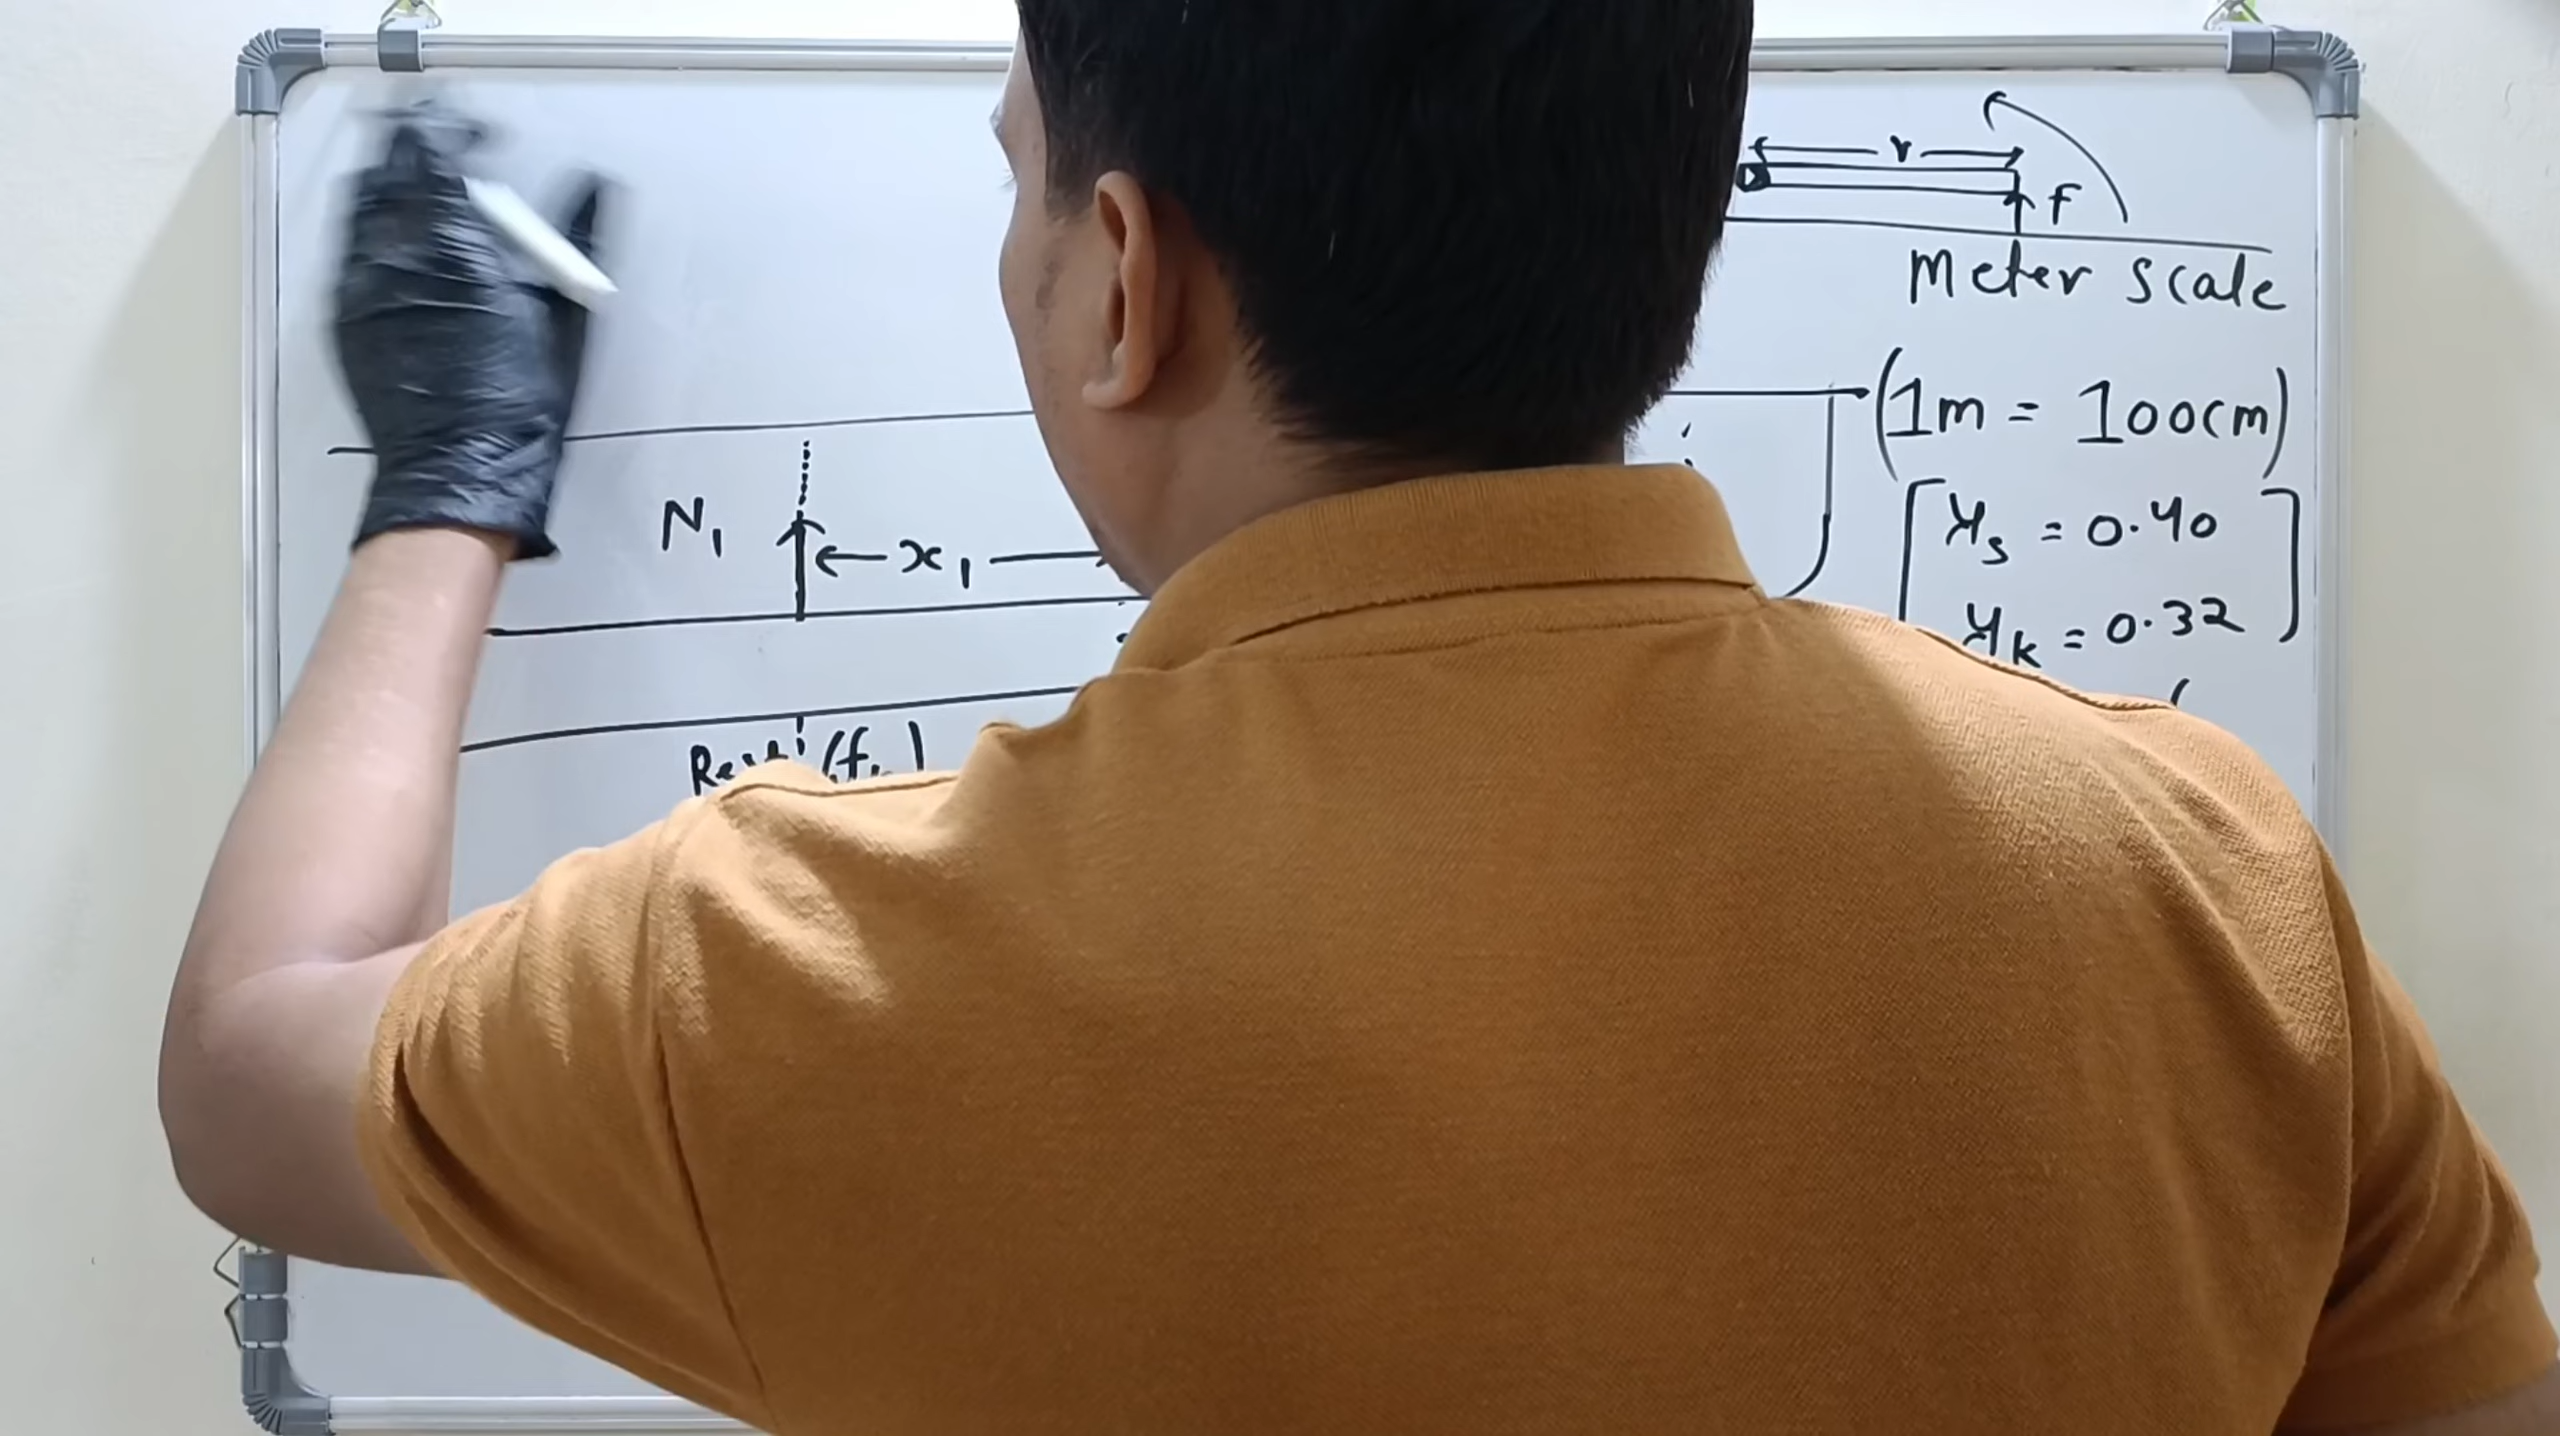 r
f
Meter Scale
(1m = 100cm)
N₁
x₁
μs = 0.40
μk = 0.32